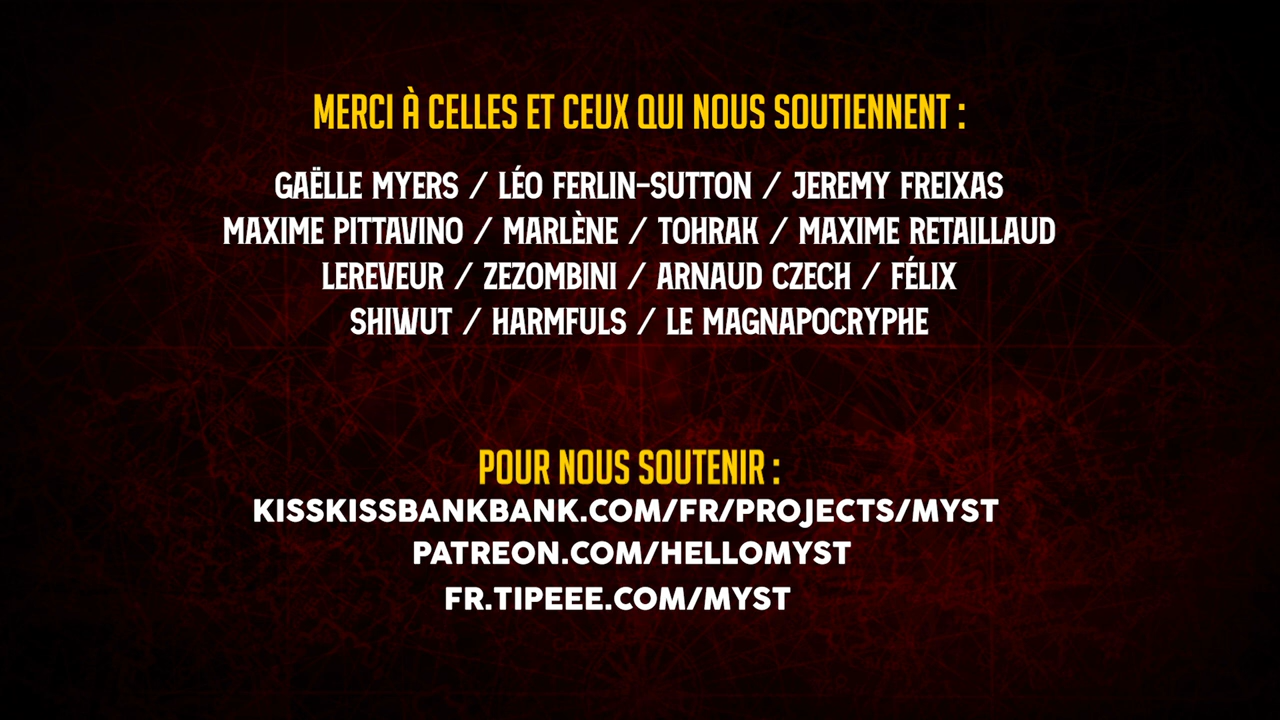 MERCI À CELLES ET CEUX QUI NOUS SOUTIENNENT :
GAËLLE MYERS / LÉO FERLIN-SUTTON / JEREMY FREIXAS
MAXIME PITTAVINO / MARLÈNE / TOHRAK / MAXIME RETAILLAUD
LEREVEUR / ZEZOMBINI / ARNAUD CZECH / FÉLIX
SHIWUT / HARMFULS / LE MAGNAPOCRYPHE
POUR NOUS SOUTENIR :
KISSKISSBANKBANK.COM/FR/PROJECTS/MYST
PATREON.COM/HELLOMYST
FR.TIPEEE.COM/MYST